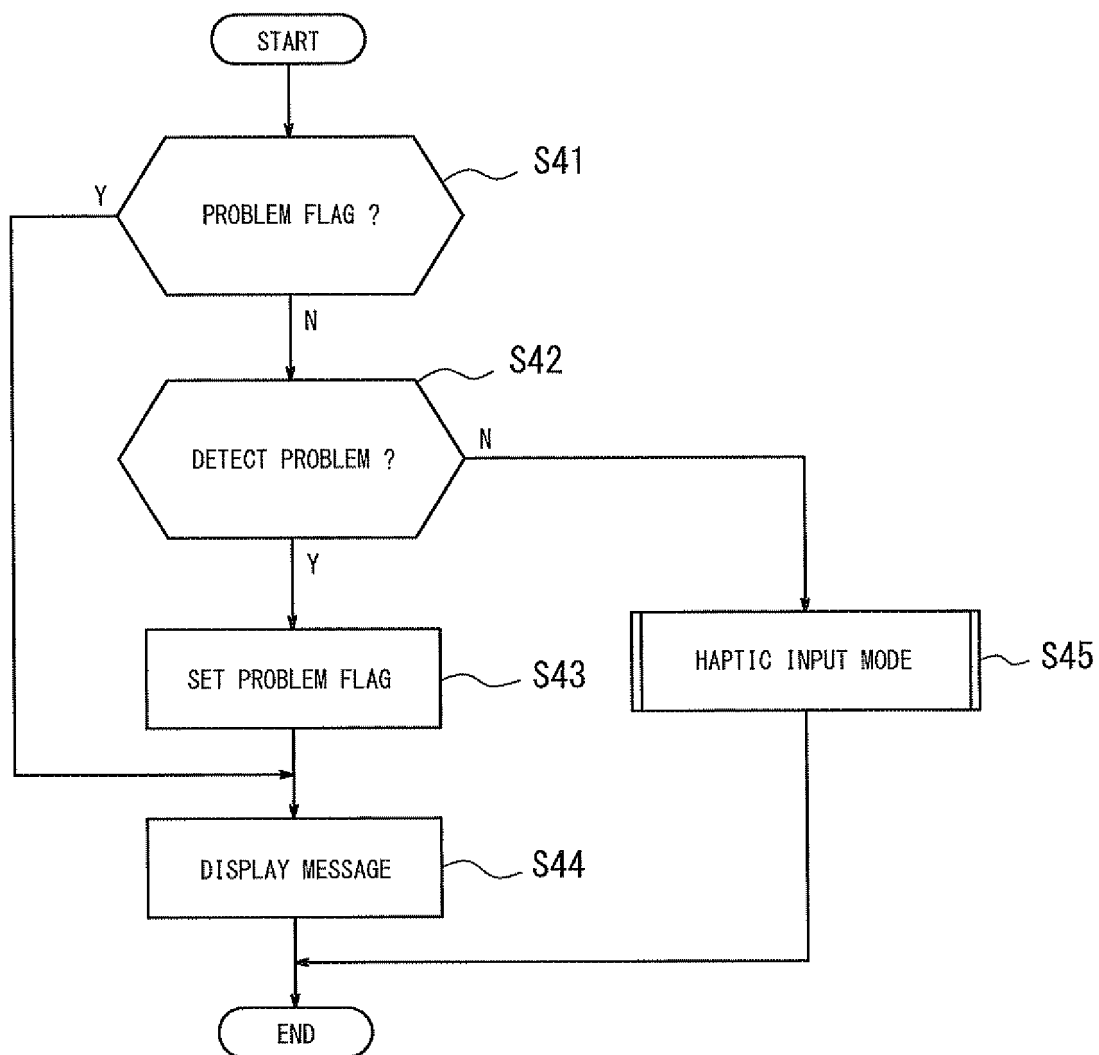 START
S41
Y
PROBLEM FLAG ?
N
S42
N
DETECT PROBLEM ?
Y
SET PROBLEM FLAG
S43
HAPTIC INPUT MODE
S45
DISPLAY MESSAGE
S44
END